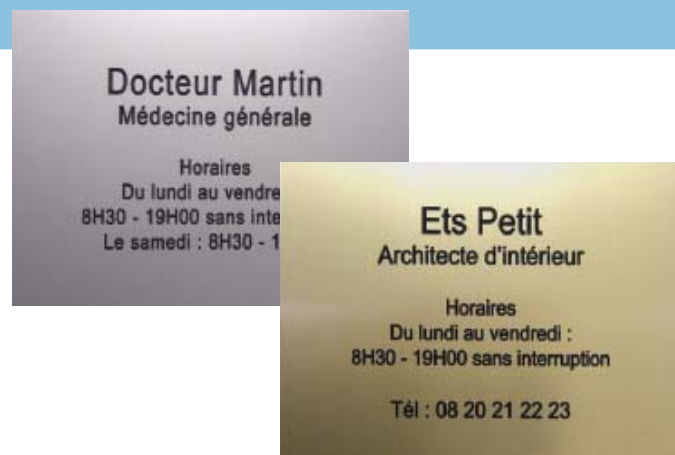 Docteur Martin
Médecine générale
Horaires
Du lundi au
8H30 - 19H00 sans
Le samedi : 8H30 -
Ets Petit
Architecte d'intérieur
Horaires
Du lundi au vendredi :
8H30 - 19H00 sans interruption
Tél : 08 20 21 22 23